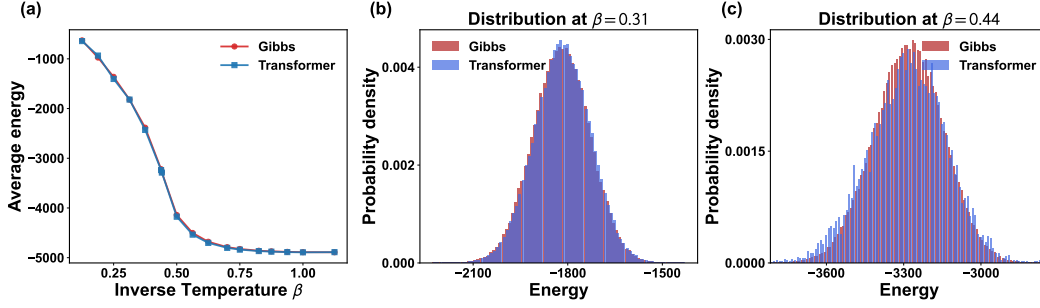 (a)
Average energy
−1000
−2000
−3000
−4000
−5000
Gibbs
Transformer
0.25
0.50
0.75
1.00
Inverse Temperature β
(b)
Distribution at β = 0.31
Probability density
0.004
0.002
0.000
Gibbs
Transformer
−2100
−1800
−1500
Energy
(c)
Distribution at β = 0.44
Probability density
0.0030
0.0015
0.0000
Gibbs
Transformer
−3600
−3300
−3000
Energy